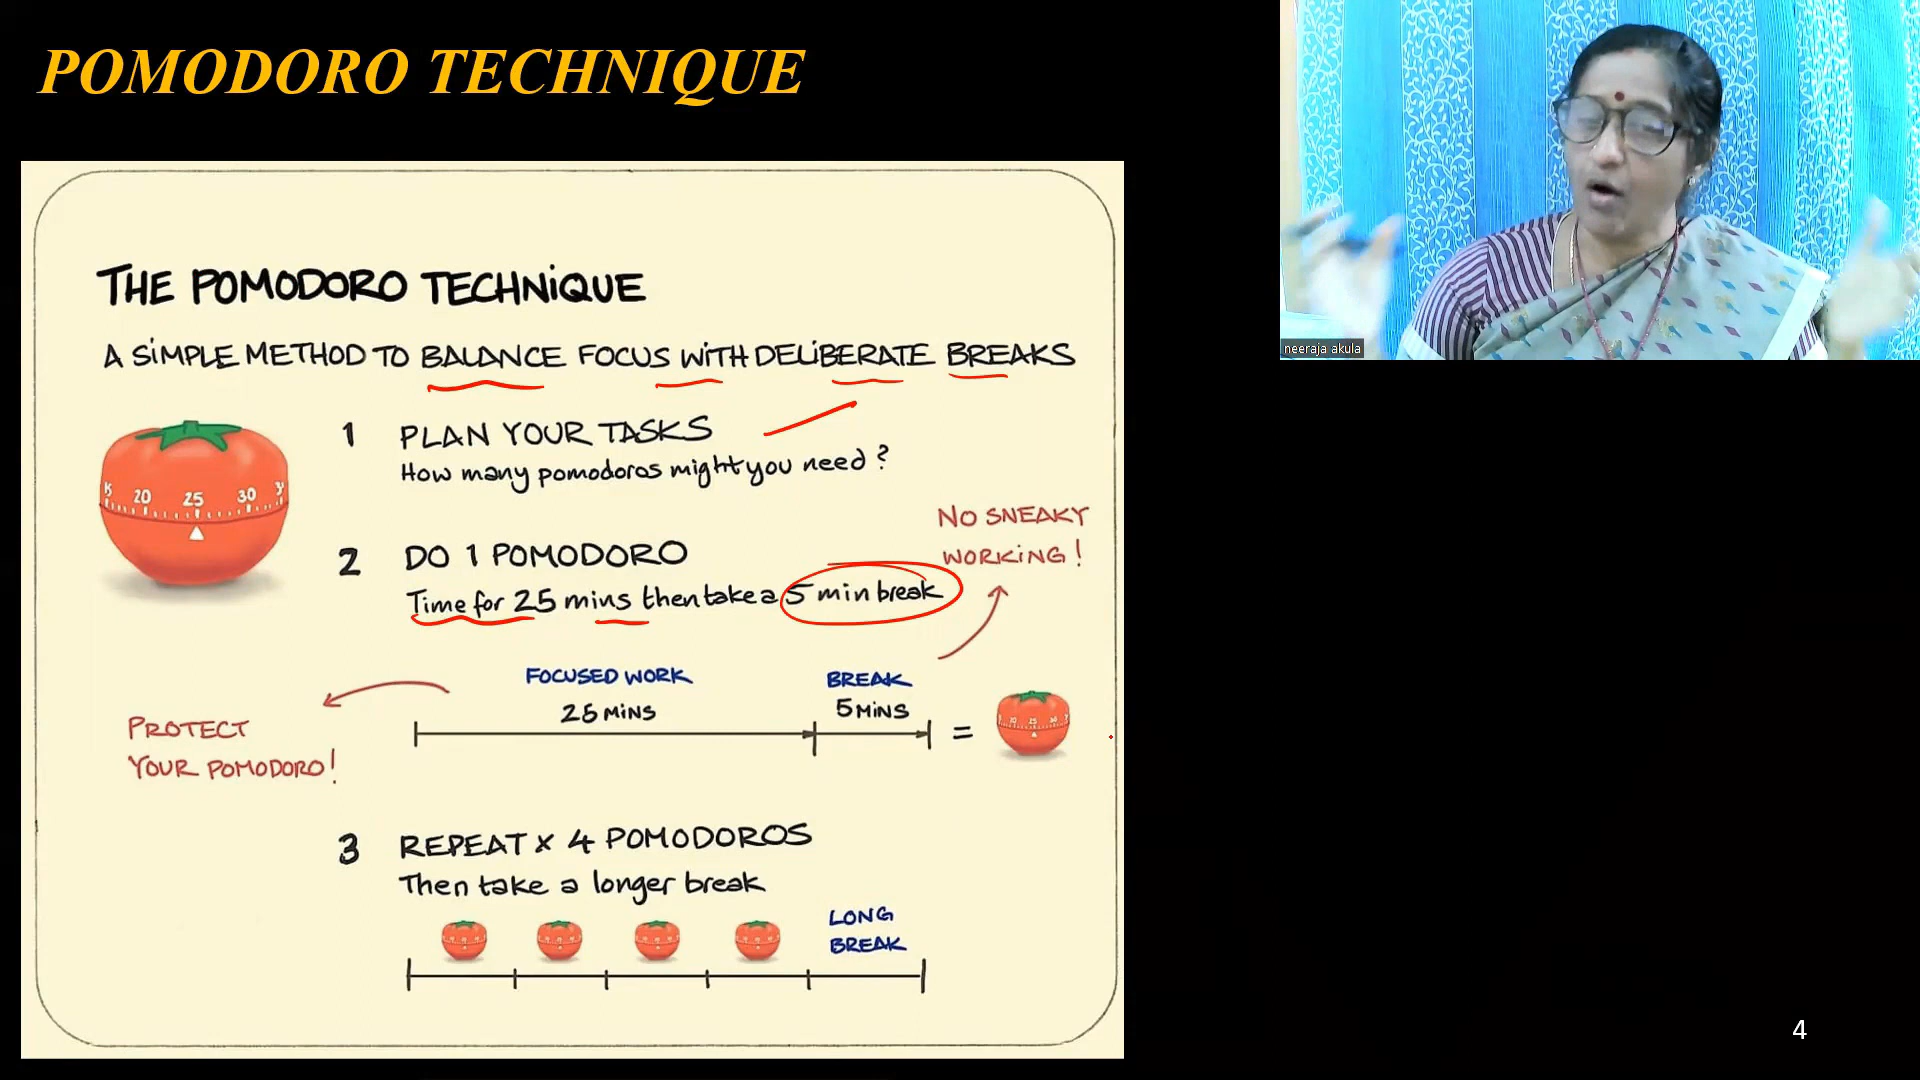 POMODORO TECHNIQUE
neeraja akula
THE POMODORO TECHNIQUE
A SIMPLE METHOD TO BALANCE FOCUS WITH DELIBERATE BREAKS
1 PLAN YOUR TASKS
How many pomodoros might you need?
15 20 25 30
NO SNEAKY
WORKING!
2 DO 1 POMODORO
Time for 25 mins then take a 5 min break
FOCUSED WORK
25 MINS
BREAK
5 MINS
=
PROTECT
YOUR POMODORO!
3 REPEAT x 4 POMODOROS
Then take a longer break
LONG
BREAK
4